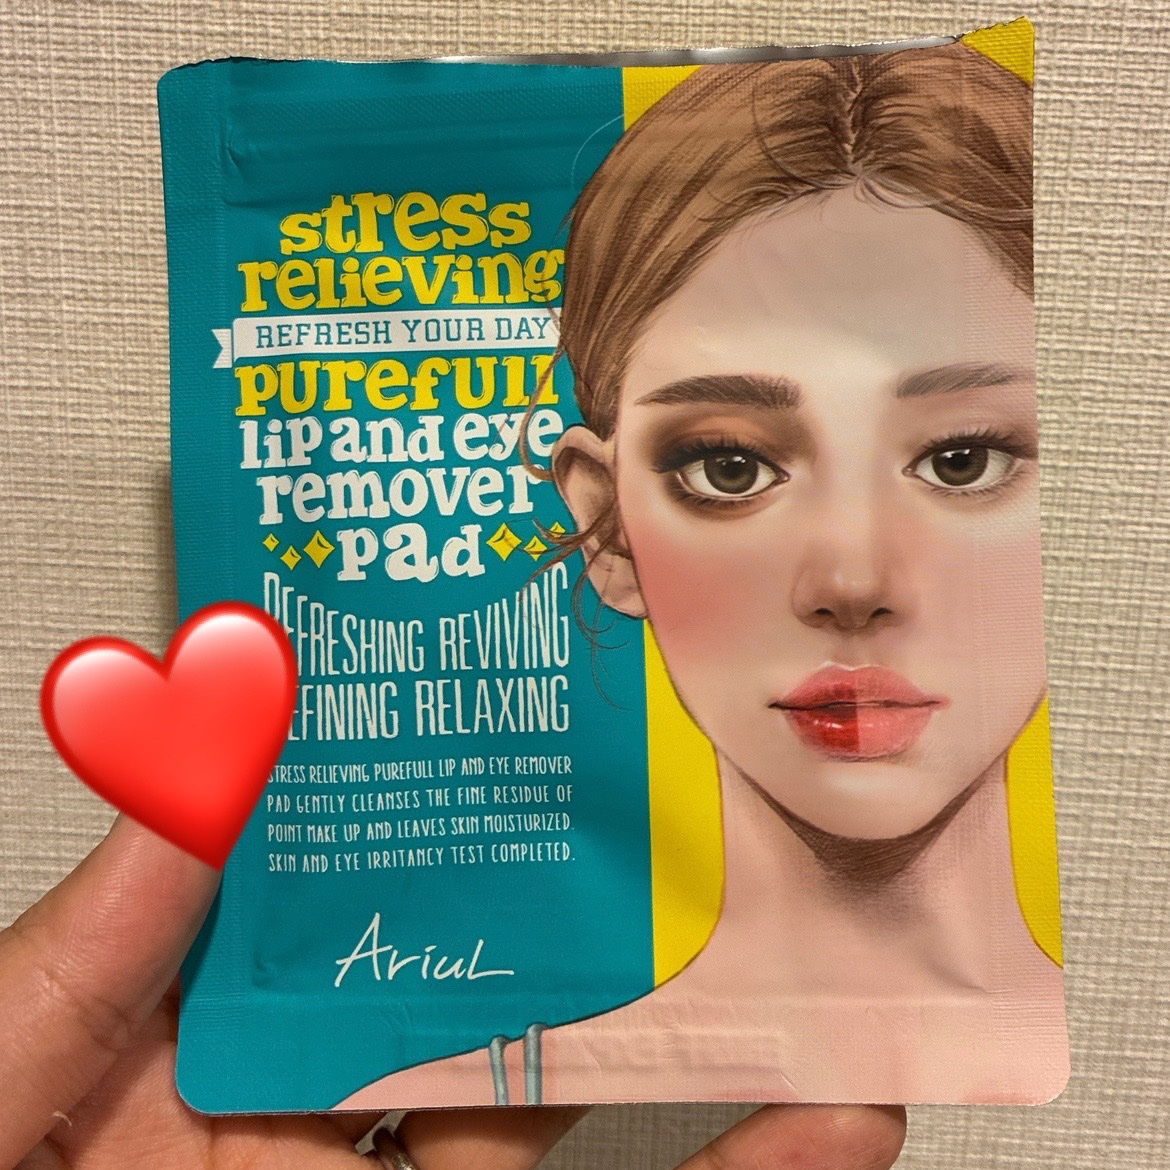 stress
relieving
REFRESH YOUR DAY
purefull
lip and eye
remover
pad
REFRESHING REVIVING
EFINING RELAXING
STRESS RELIEVING PUREFULL LIP AND EYE REMOVER
PAD GENTLY CLEANSES THE FINE RESIDUE OF
POINT MAKE UP AND LEAVES SKIN MOISTURIZED.
SKIN AND EYE IRRITANCY TEST COMPLETED.
Ariul